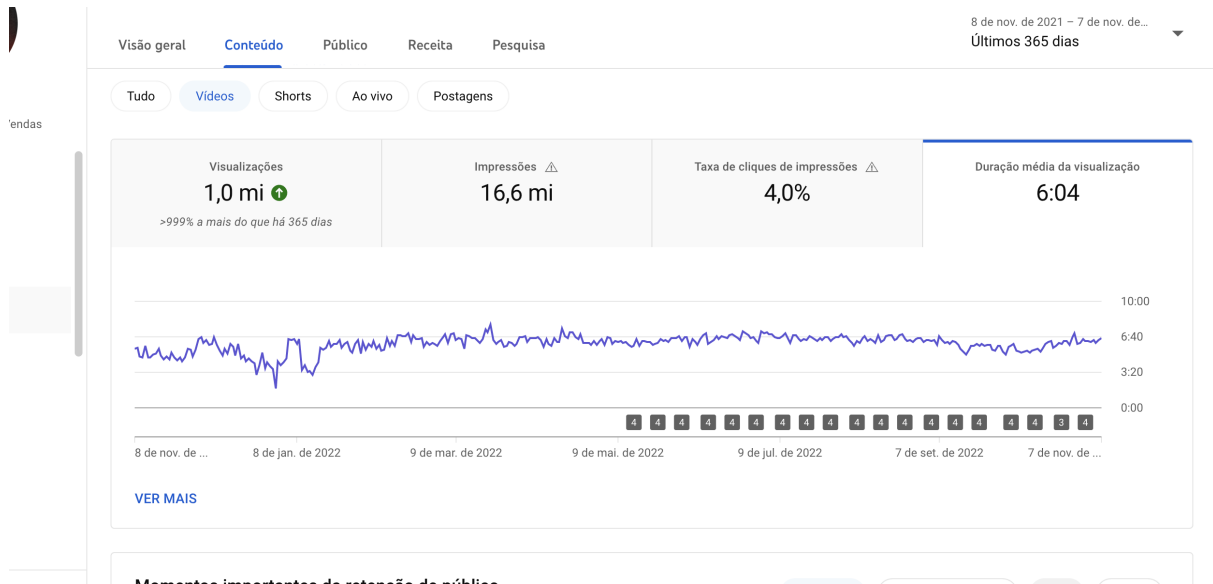 8 de nov. de 2021 – 7 de nov. de…
Últimos 365 dias
Visão geral Conteúdo Público Receita Pesquisa
Tudo Vídeos Shorts Ao vivo Postagens
'endas
Visualizações Impressões Taxa de cliques de impressões Duração média da visualização
1,0 mi 16,6 mi 4,0% 6:04
>999% a mais do que há 365 dias
10:00
6:40
3:20
0:00
4 4 4 4 4 4 4 4 4 4 4 4 4 4 4 4 4 3 4
8 de nov. de ... 8 de jan. de 2022 9 de mar. de 2022 9 de mai. de 2022 9 de jul. de 2022 7 de set. de 2022 7 de nov. de ...
VER MAIS
Momentos importantes de retenção de público